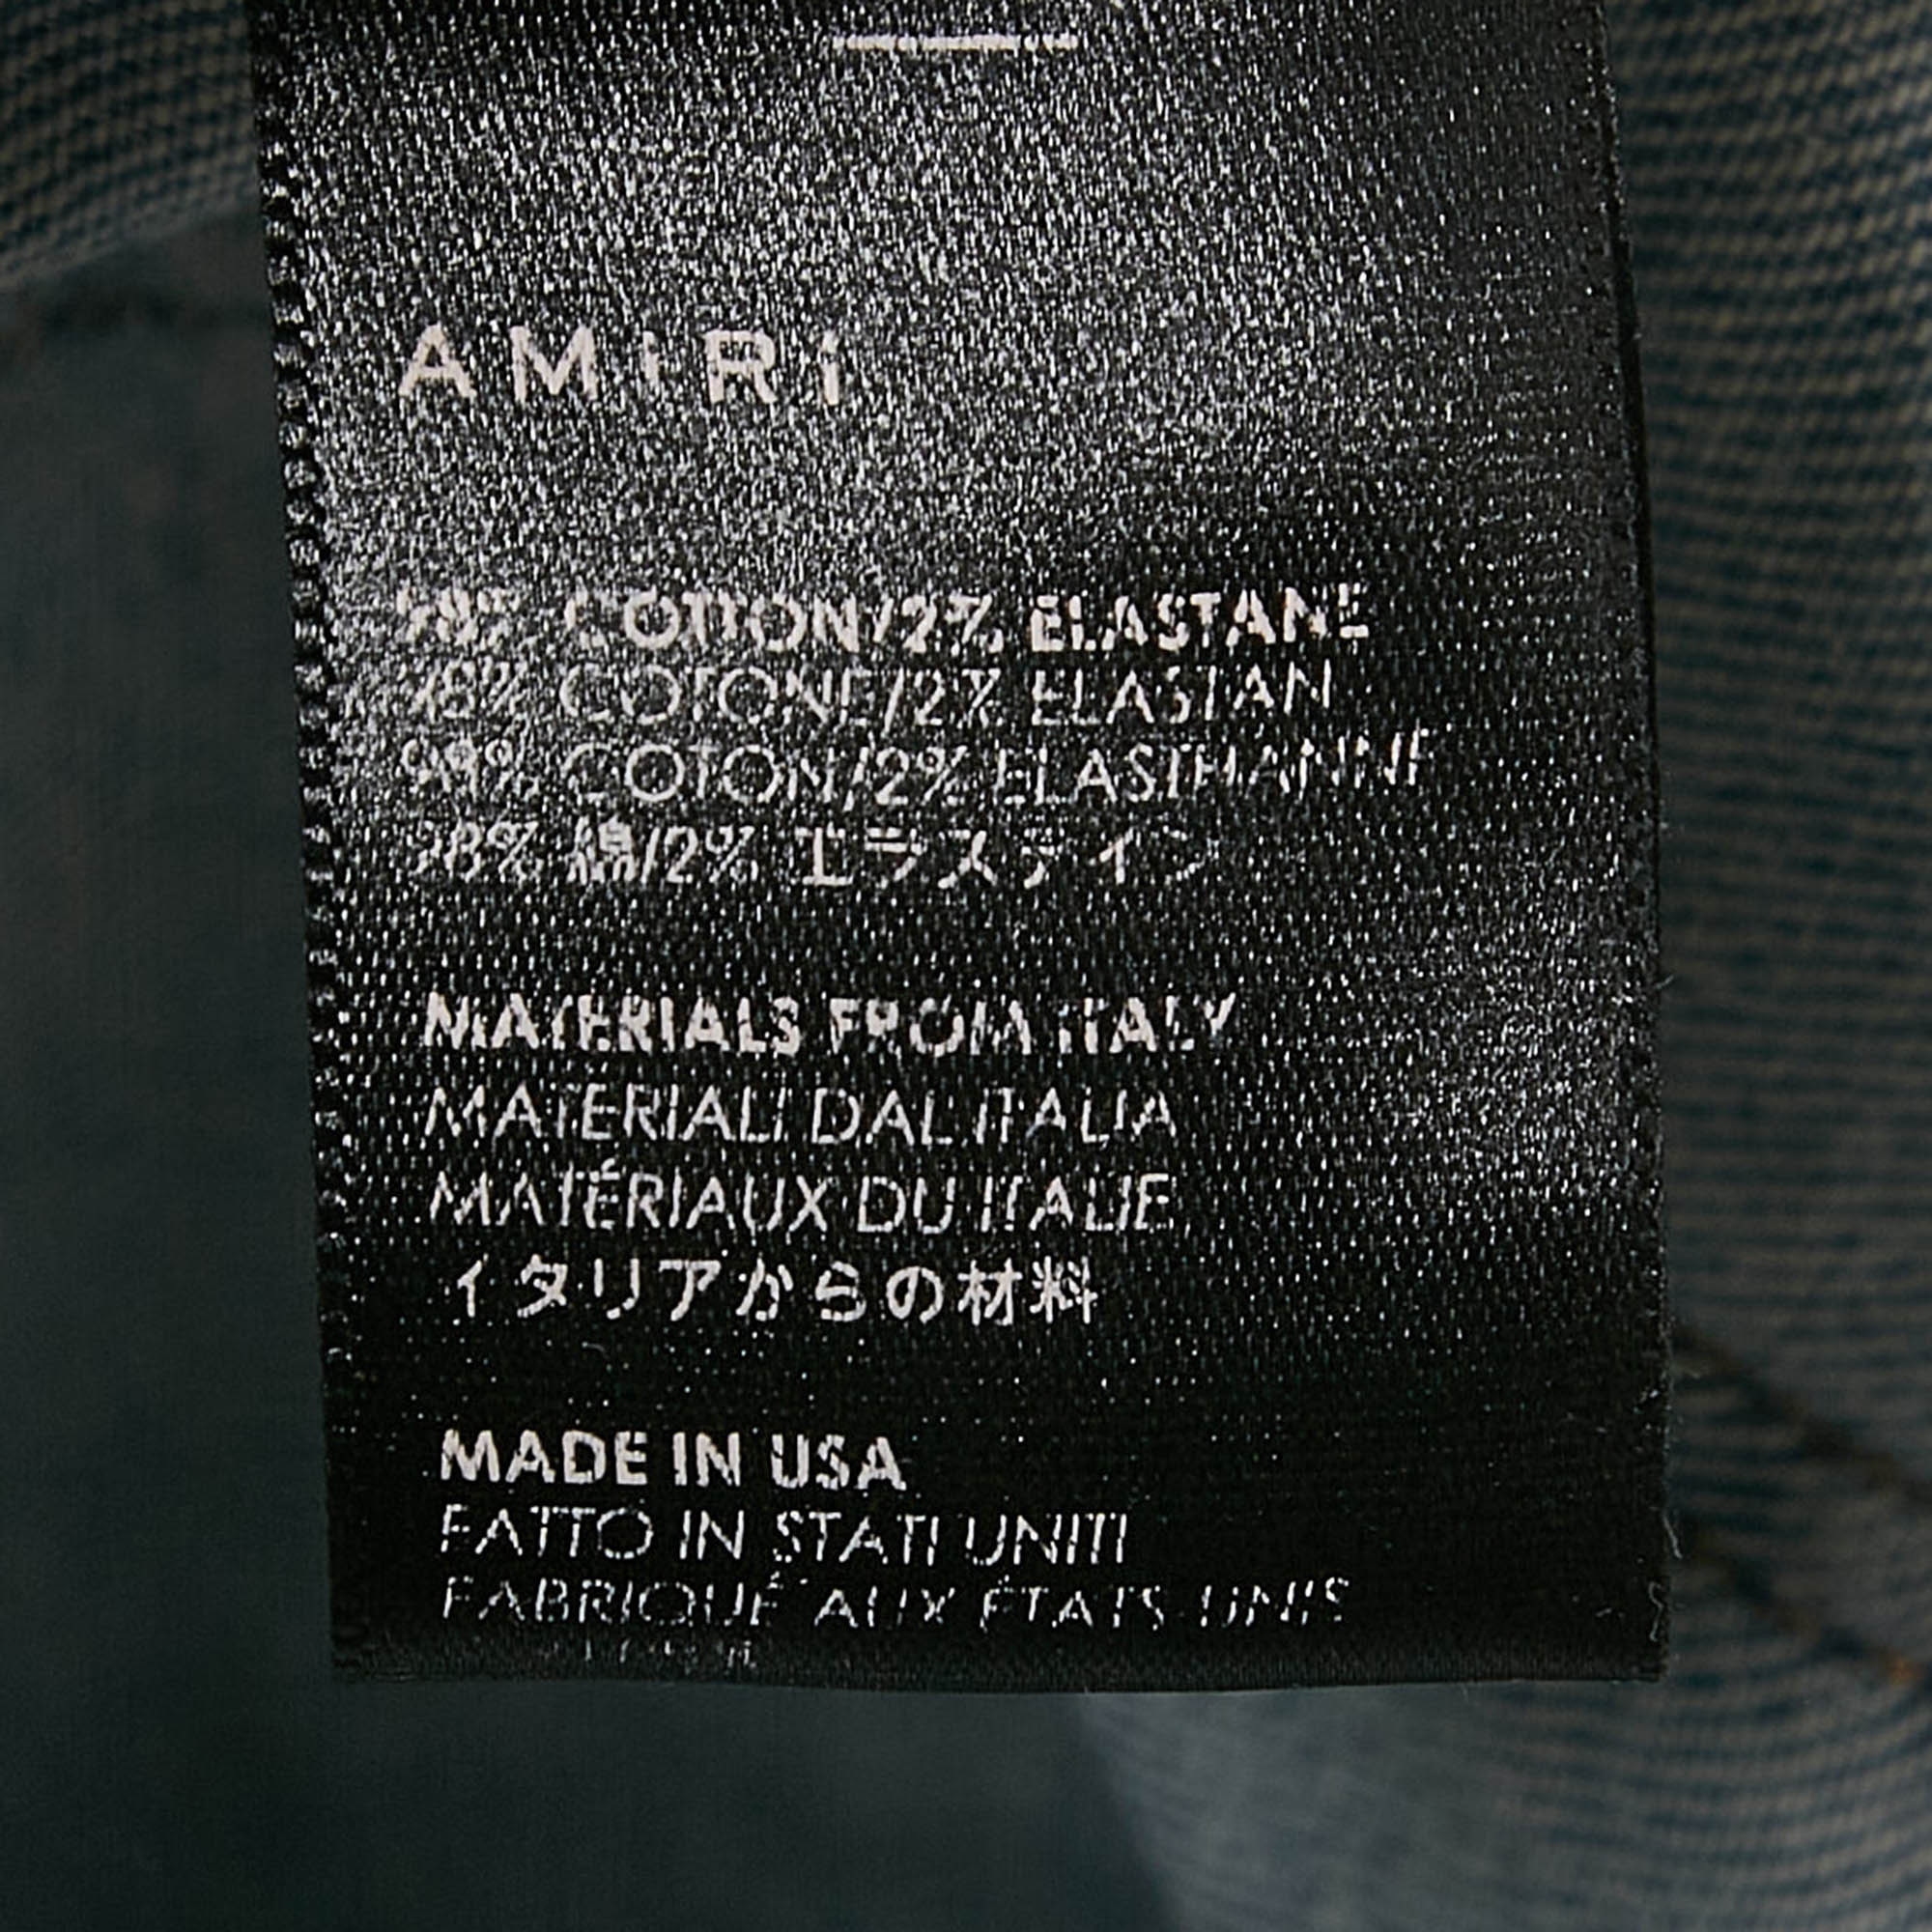 AMiRi
98% COTTON/2% ELASTANE
98% COTONE/2% ELASTAN
98% COTON/2% ELASTHANNE
98% 綿/2% エラステイン
MATERIALS FROM ITALY
MATERIALI DAL ITALIA
MATÉRIAUX DU ITALIE
イタリアからの材料
MADE IN USA
FATTO IN STATI UNITI
FABRIQUÉ AUX ÉTATS-UNIS